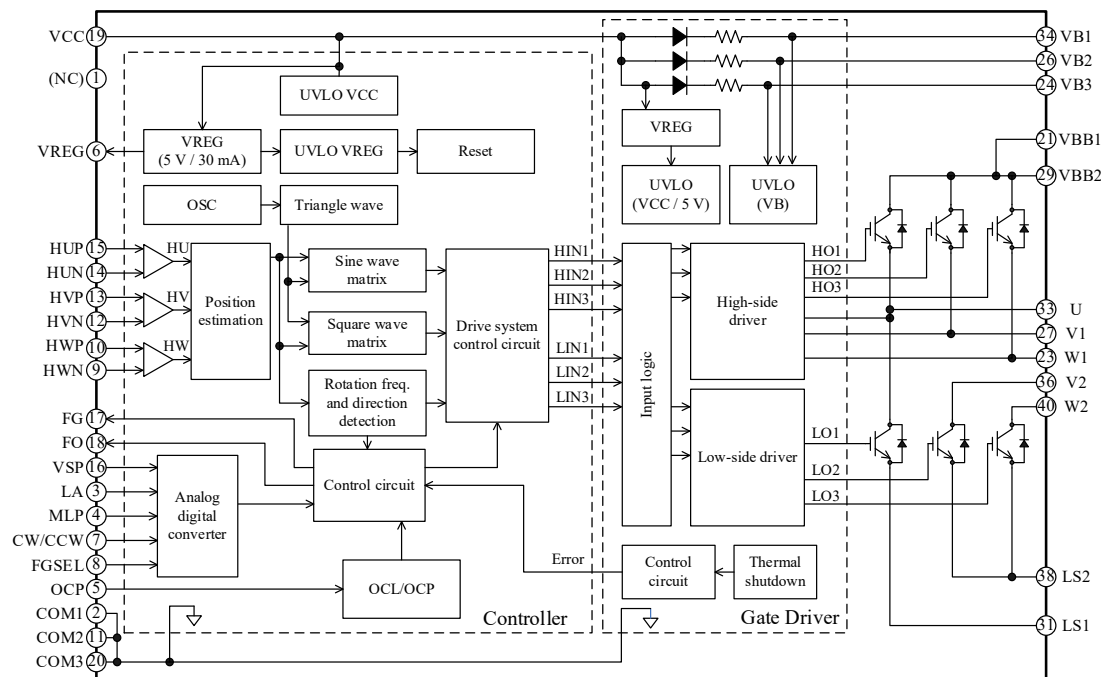 VCC 19
(NC) 1
VREG 6
HUP 15
HUN 14
HVP 13
HVN 12
HWP 10
HWN 9
FG 17
FO 18
VSP 16
LA 3
MLP 4
CW/CCW 7
FGSEL 8
OCP 5
COM1 2
COM2 11
COM3 20
UVLO VCC
VREG
(5 V / 30 mA)
UVLO VREG
Reset
OSC
Triangle wave
HU
HV
HW
Position
estimation
Sine wave
matrix
Square wave
matrix
Rotation freq.
and direction
detection
Drive system
control circuit
Analog
digital
converter
Control circuit
OCL/OCP
Controller
HIN1
HIN2
HIN3
LIN1
LIN2
LIN3
Error
VREG
UVLO
(VCC / 5 V)
UVLO
(VB)
Input logic
High-side
driver
Low-side driver
Control
circuit
Thermal
shutdown
Gate Driver
HO1
HO2
HO3
LO1
LO2
LO3
34 VB1
26 VB2
24 VB3
21 VBB1
29 VBB2
33 U
27 V1
23 W1
36 V2
40 W2
38 LS2
31 LS1